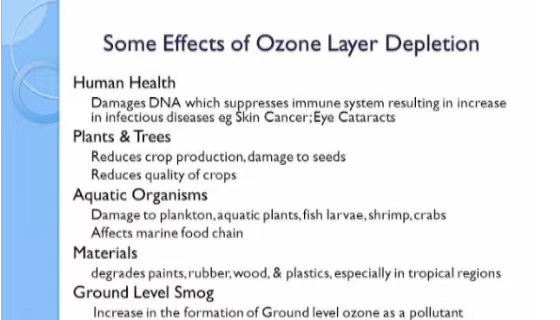 Some Effects of Ozone Layer Depletion
Human Health
Damages DNA which suppresses immune system resulting in increase
in infectious diseases eg Skin Cancer; Eye Cataracts
Plants & Trees
Reduces crop production, damage to seeds
Reduces quality of crops
Aquatic Organisms
Damage to plankton, aquatic plants, fish larvae, shrimp, crabs
Affects marine food chain
Materials
degrades paints, rubber, wood, & plastics, especially in tropical regions
Ground Level Smog
Increase in the formation of Ground level ozone as a pollutant